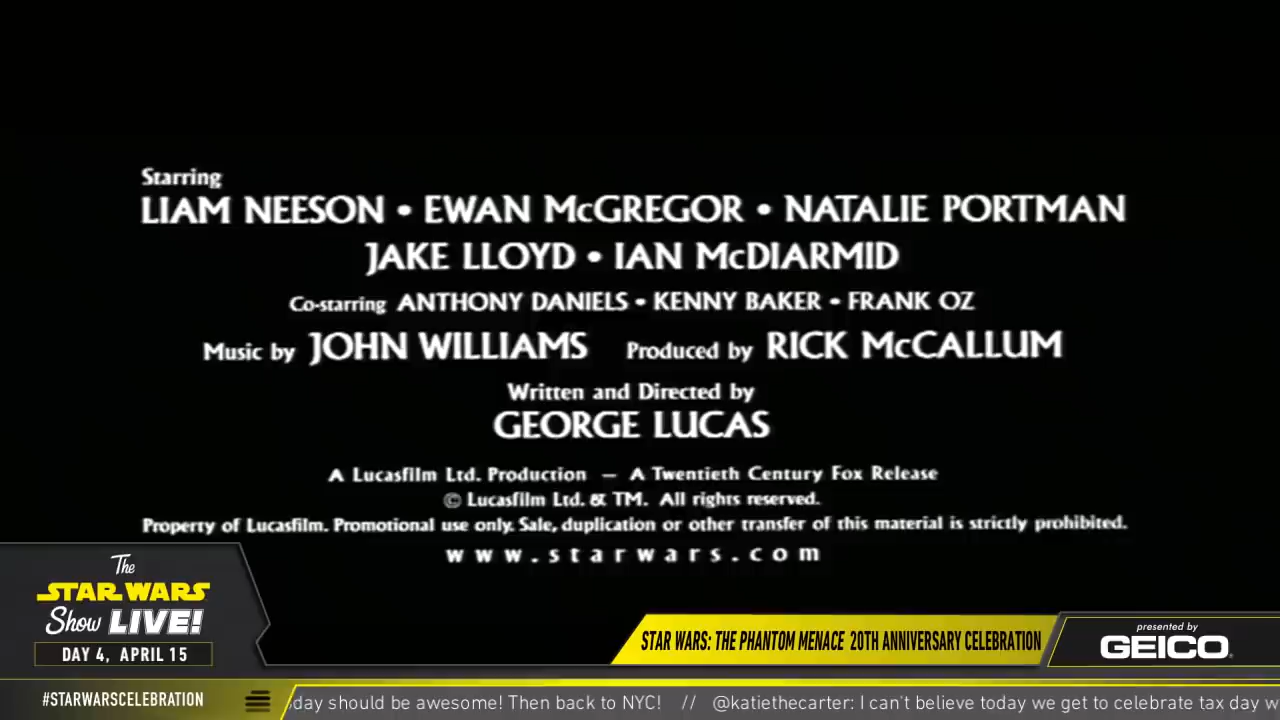 Starring
LIAM NEESON • EWAN McGREGOR • NATALIE PORTMAN
JAKE LLOYD • IAN McDIARMID
Co-starring ANTHONY DANIELS • KENNY BAKER • FRANK OZ
Music by JOHN WILLIAMS Produced by RICK McCALLUM
Written and Directed by
GEORGE LUCAS
A Lucasfilm Ltd. Production — A Twentieth Century Fox Release
© Lucasfilm Ltd. & TM. All rights reserved.
Property of Lucasfilm. Promotional use only. Sale, duplication or other transfer of this material is strictly prohibited.
www.starwars.com
The
STAR WARS
Show LIVE!
DAY 4, APRIL 15
STAR WARS: THE PHANTOM MENACE 20TH ANNIVERSARY CELEBRATION
presented by
GEICO
#STARWARSCELEBRATION
day should be awesome! Then back to NYC! // @katiethecarter: I can't believe today we get to celebrate tax day w